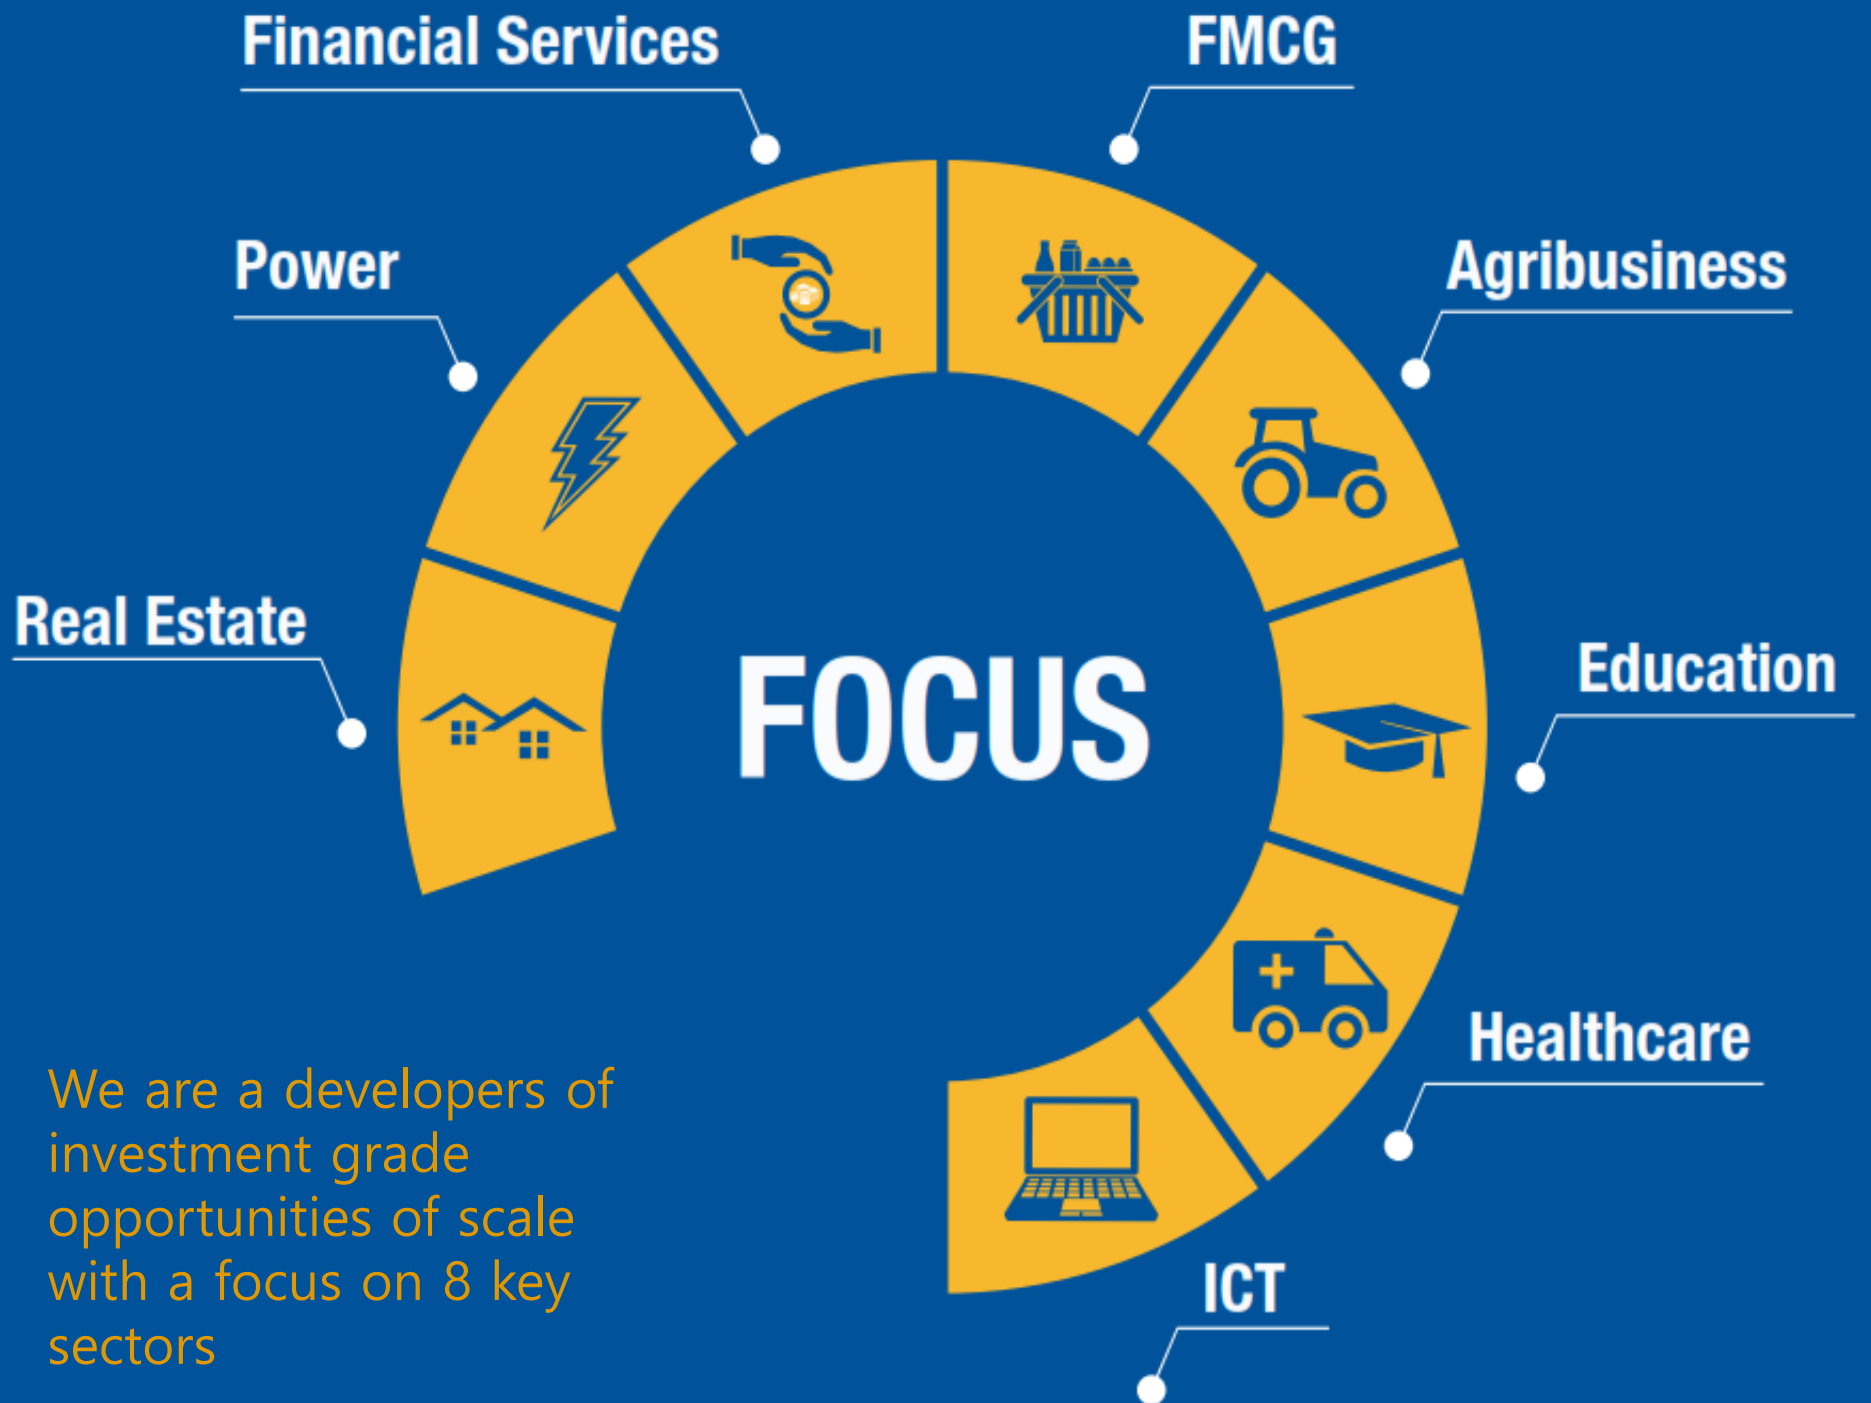 Financial Services
FMCG
Power
Agribusiness
Real Estate
FOCUS
Education
Healthcare
ICT
We are a developers of
investment grade
opportunities of scale
with a focus on 8 key
sectors